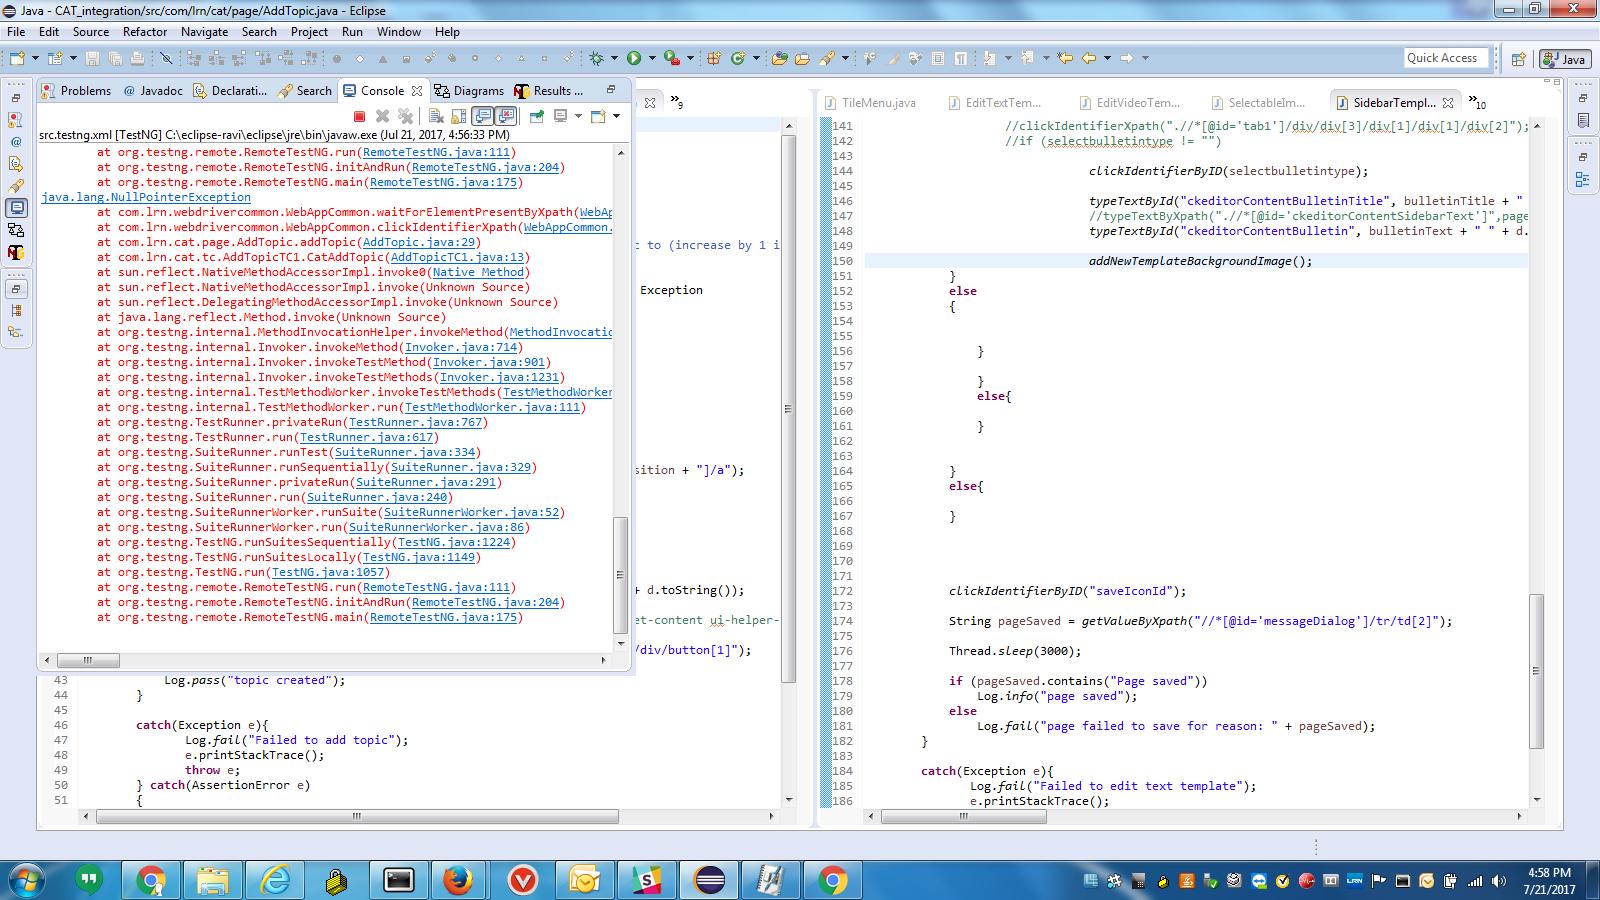 Java - CAT_integration/src/com/lrn/cat/page/AddTopic.java - Eclipse
File Edit Source Refactor Navigate Search Project Run Window Help
Quick Access
Java
Problems @ Javadoc Declarati... Search Console Diagrams Results ...
»9
src.testng.xml [TestNG] C:\eclipse-ravi\eclipse\jre\bin\javaw.exe (Jul 21, 2017, 4:56:33 PM)
at org.testng.remote.RemoteTestNG.run(RemoteTestNG.java:111)
at org.testng.remote.RemoteTestNG.initAndRun(RemoteTestNG.java:204)
at org.testng.remote.RemoteTestNG.main(RemoteTestNG.java:175)
java.lang.NullPointerException
at com.lrn.webdrivercommon.WebAppCommon.waitForElementPresentByXpath(WebAp
at com.lrn.webdrivercommon.WebAppCommon.clickIdentifierXpath(WebAppCommon.
at com.lrn.cat.page.AddTopic.addTopic(AddTopic.java:29)
at com.lrn.cat.tc.AddTopicTC1.CatAddTopic(AddTopicTC1.java:13)
at sun.reflect.NativeMethodAccessorImpl.invoke0(Native Method)
at sun.reflect.NativeMethodAccessorImpl.invoke(Unknown Source)
at sun.reflect.DelegatingMethodAccessorImpl.invoke(Unknown Source)
at java.lang.reflect.Method.invoke(Unknown Source)
at org.testng.internal.MethodInvocationHelper.invokeMethod(MethodInvocatio
at org.testng.internal.Invoker.invokeMethod(Invoker.java:714)
at org.testng.internal.Invoker.invokeTestMethod(Invoker.java:901)
at org.testng.internal.Invoker.invokeTestMethods(Invoker.java:1231)
at org.testng.internal.TestMethodWorker.invokeTestMethods(TestMethodWorker
at org.testng.internal.TestMethodWorker.run(TestMethodWorker.java:111)
at org.testng.TestRunner.privateRun(TestRunner.java:767)
at org.testng.TestRunner.run(TestRunner.java:617)
at org.testng.SuiteRunner.runTest(SuiteRunner.java:334)
at org.testng.SuiteRunner.runSequentially(SuiteRunner.java:329)
at org.testng.SuiteRunner.privateRun(SuiteRunner.java:291)
at org.testng.SuiteRunner.run(SuiteRunner.java:240)
at org.testng.SuiteRunnerWorker.runSuite(SuiteRunnerWorker.java:52)
at org.testng.SuiteRunnerWorker.run(SuiteRunnerWorker.java:86)
at org.testng.TestNG.runSuitesSequentially(TestNG.java:1224)
at org.testng.TestNG.runSuitesLocally(TestNG.java:1149)
at org.testng.TestNG.run(TestNG.java:1057)
at org.testng.remote.RemoteTestNG.run(RemoteTestNG.java:111)
at org.testng.remote.RemoteTestNG.initAndRun(RemoteTestNG.java:204)
at org.testng.remote.RemoteTestNG.main(RemoteTestNG.java:175)
c to (increase by 1 i
Exception
sition + "]/a");
+ d.toString());
et-content ui-helper-
/div/button[1]");
43 Log.pass("topic created");
44 }
45
46 catch(Exception e){
47 Log.fail("Failed to add topic");
48 e.printStackTrace();
49 throw e;
50 } catch(AssertionError e)
51 {
TileMenu.java EditTextTem... EditVideoTem... SelectableIm... SidebarTempl... »10
141 //clickIdentifierXpath(".//*[@id='tab1']/div/div[3]/div[1]/div[1]/div[2]");
142 //if (selectbulletintype != "")
143
144 clickIdentifierByID(selectbulletintype);
145
146 typeTextById("ckeditorContentBulletinTitle", bulletinTitle + "
147 //typeTextByXpath(".//*[@id='ckeditorContentSidebarText']",page
148 typeTextById("ckeditorContentBulletin", bulletinText + " " + d.
149
150 addNewTemplateBackgroundImage();
151 }
152 else
153 {
154
155
156 }
157
158 }
159 else{
160
161 }
162
163
164 }
165 else{
166
167 }
168
169
170
171
172 clickIdentifierByID("saveIconId");
173
174 String pageSaved = getValueByXpath("//*[@id='messageDialog']/tr/td[2]");
175
176 Thread.sleep(3000);
177
178 if (pageSaved.contains("Page saved"))
179 Log.info("page saved");
180 else
181 Log.fail("page failed to save for reason: " + pageSaved);
182 }
183
184 catch(Exception e){
185 Log.fail("Failed to edit text template");
186 e.printStackTrace();
LRN
4:58 PM
7/21/2017